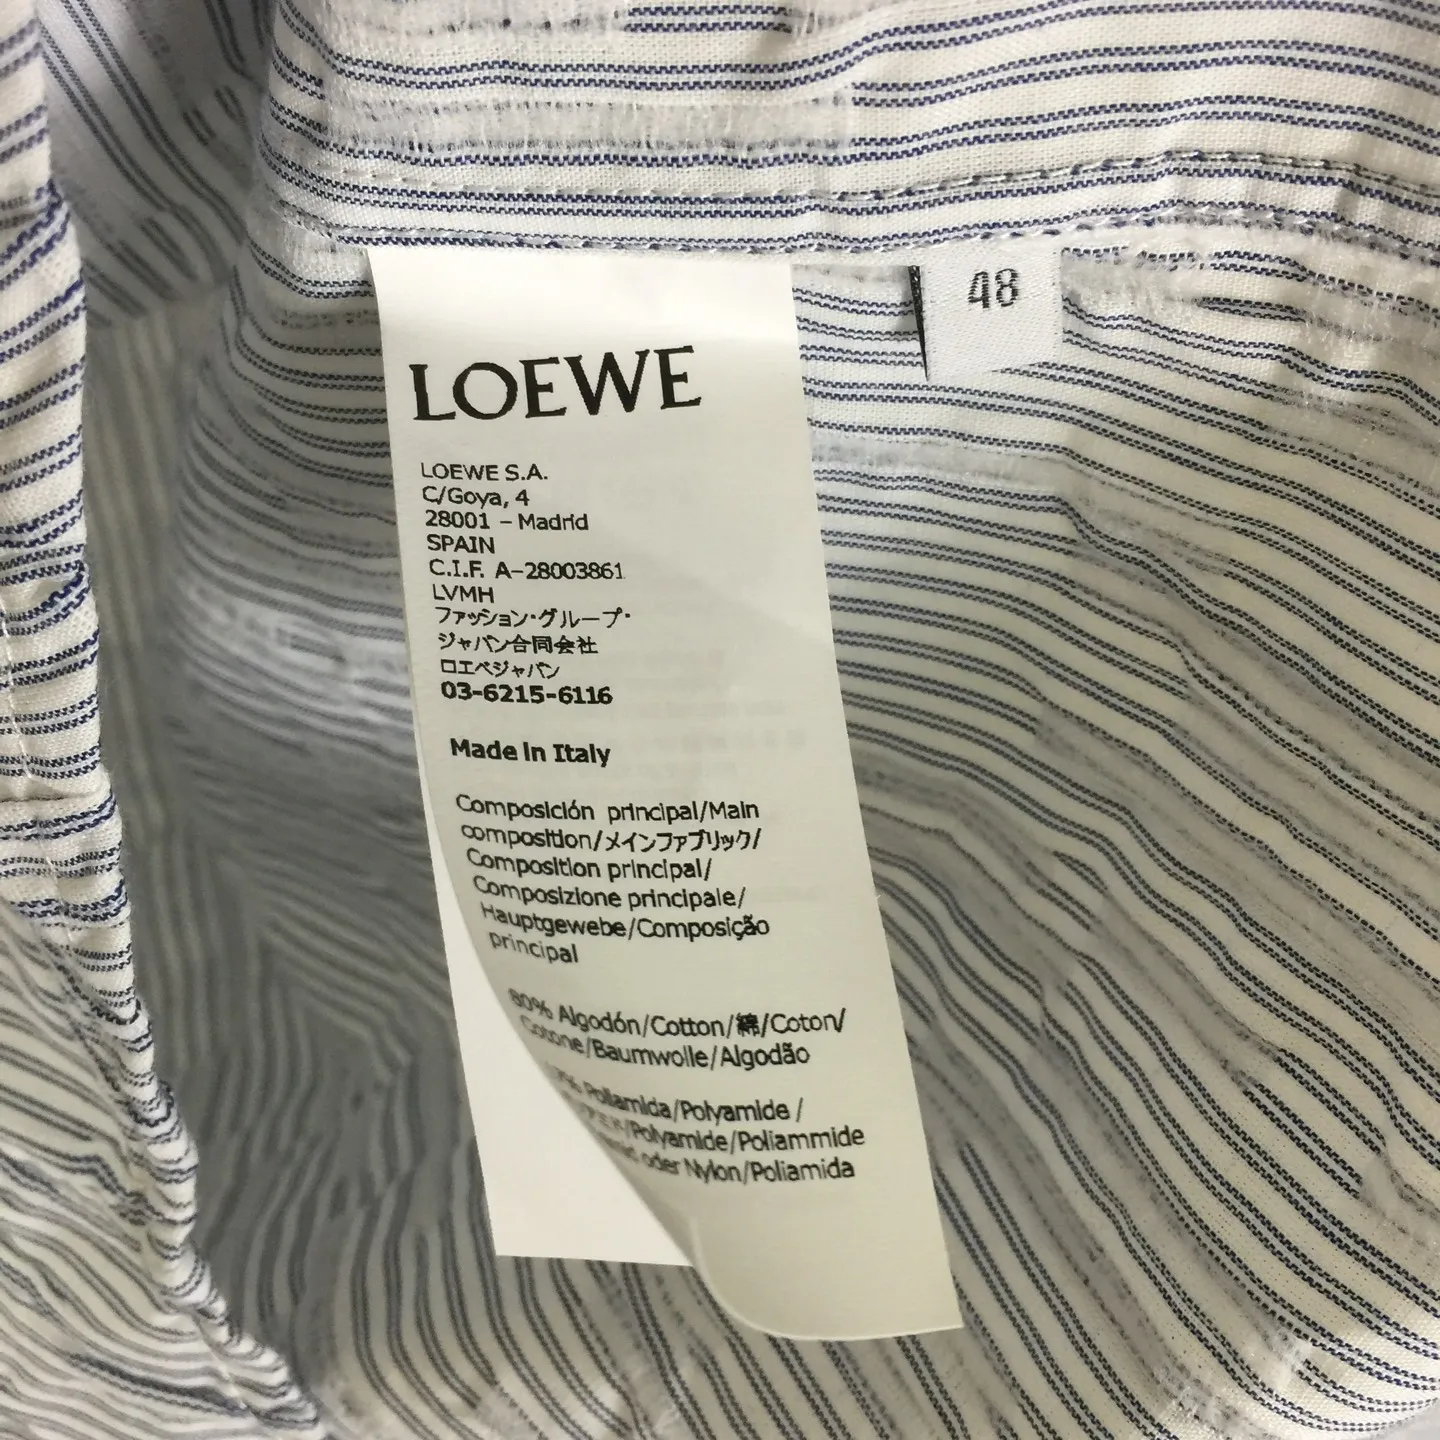 LOEWE
48
LOEWE S.A.
C/Goya, 4
28001 – Madrid
SPAIN
C.I.F. A-28003861
LVMH
ファッション・グループ・
ジャパン合同会社
ロエベジャパン
03-6215-6116
Made in Italy
Composición principal/Main
composition/メインファブリック/
Composition principal/
Composizione principale/
Hauptgewebe/Composição
principal
80% Algodón/Cotton/綿/Coton/
Cotone/Baumwolle/Algodão
Poliamida/Polyamide /
/Polyamide/Poliammide
oder Nylon/Poliamida